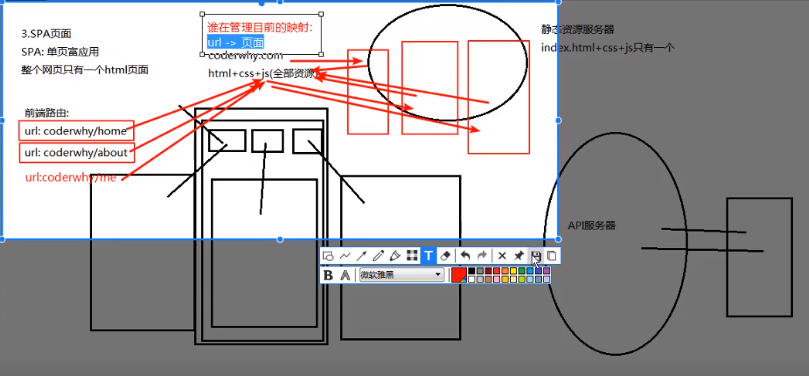 3.SPA页面
SPA: 单页富应用
整个网页只有一个html页面
谁在管理目前的映射:
url -> 页面
coderwhy.com
html+css+js(全部资源)
静态资源服务器
index.html+css+js只有一个
前端路由:
url: coderwhy/home
url: coderwhy/about
url:coderwhy/me
API服务器
T
B
A
微软雅黑